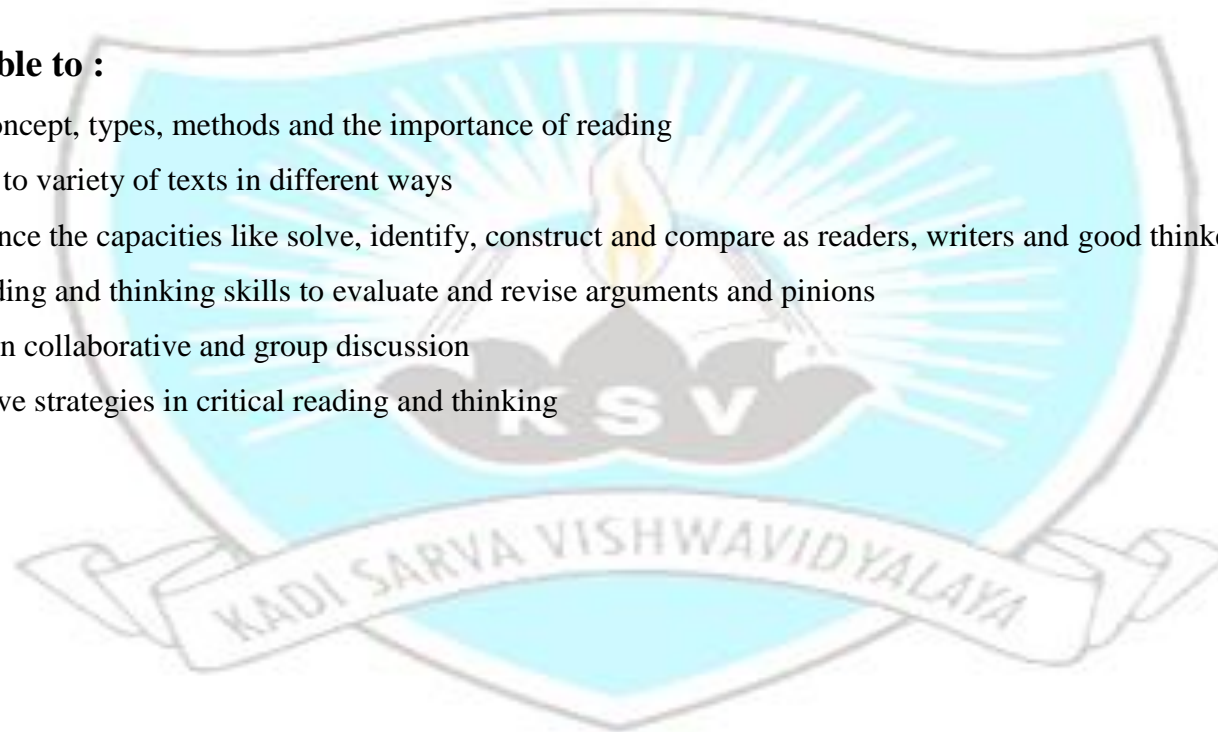 ble to :
oncept, types, methods and the importance of reading
to variety of texts in different ways
nce the capacities like solve, identify, construct and compare as readers, writers and good thinke
ding and thinking skills to evaluate and revise arguments and pinions
n collaborative and group discussion
ve strategies in critical reading and thinking
KSV
KADI SARVA VISHWAVIDYALAYA